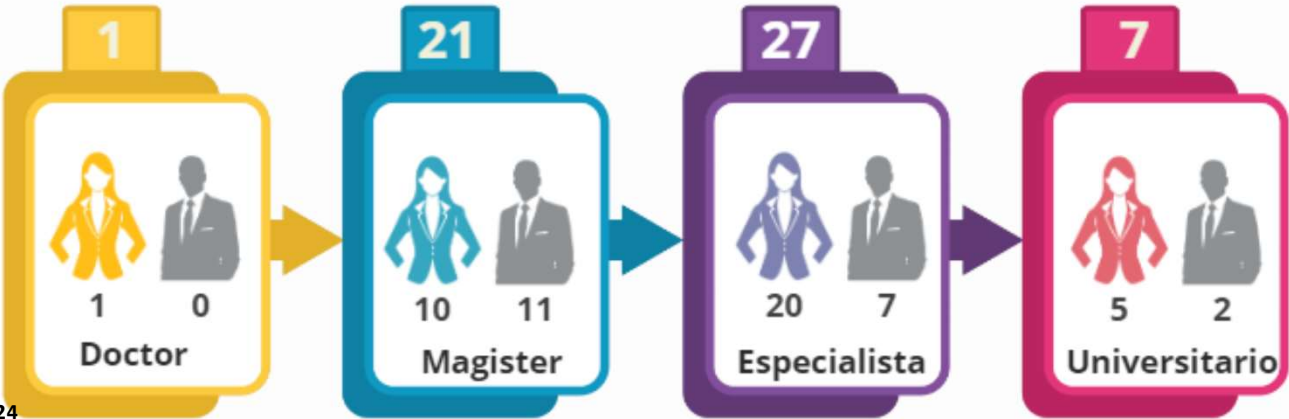 1
21
27
7
1 0
10 11
20 7
5 2
Doctor
Magister
Especialista
Universitario
24